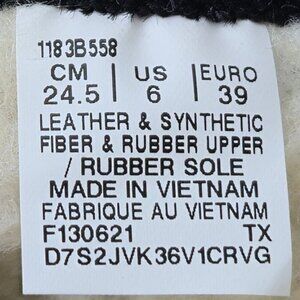 1183B558
CM US EURO
24.5 6 39
LEATHER & SYNTHETIC
FIBER & RUBBER UPPER
/ RUBBER SOLE
MADE IN VIETNAM
FABRIQUE AU VIETNAM
F130621 TX
D7S2JVK36V1CRVG